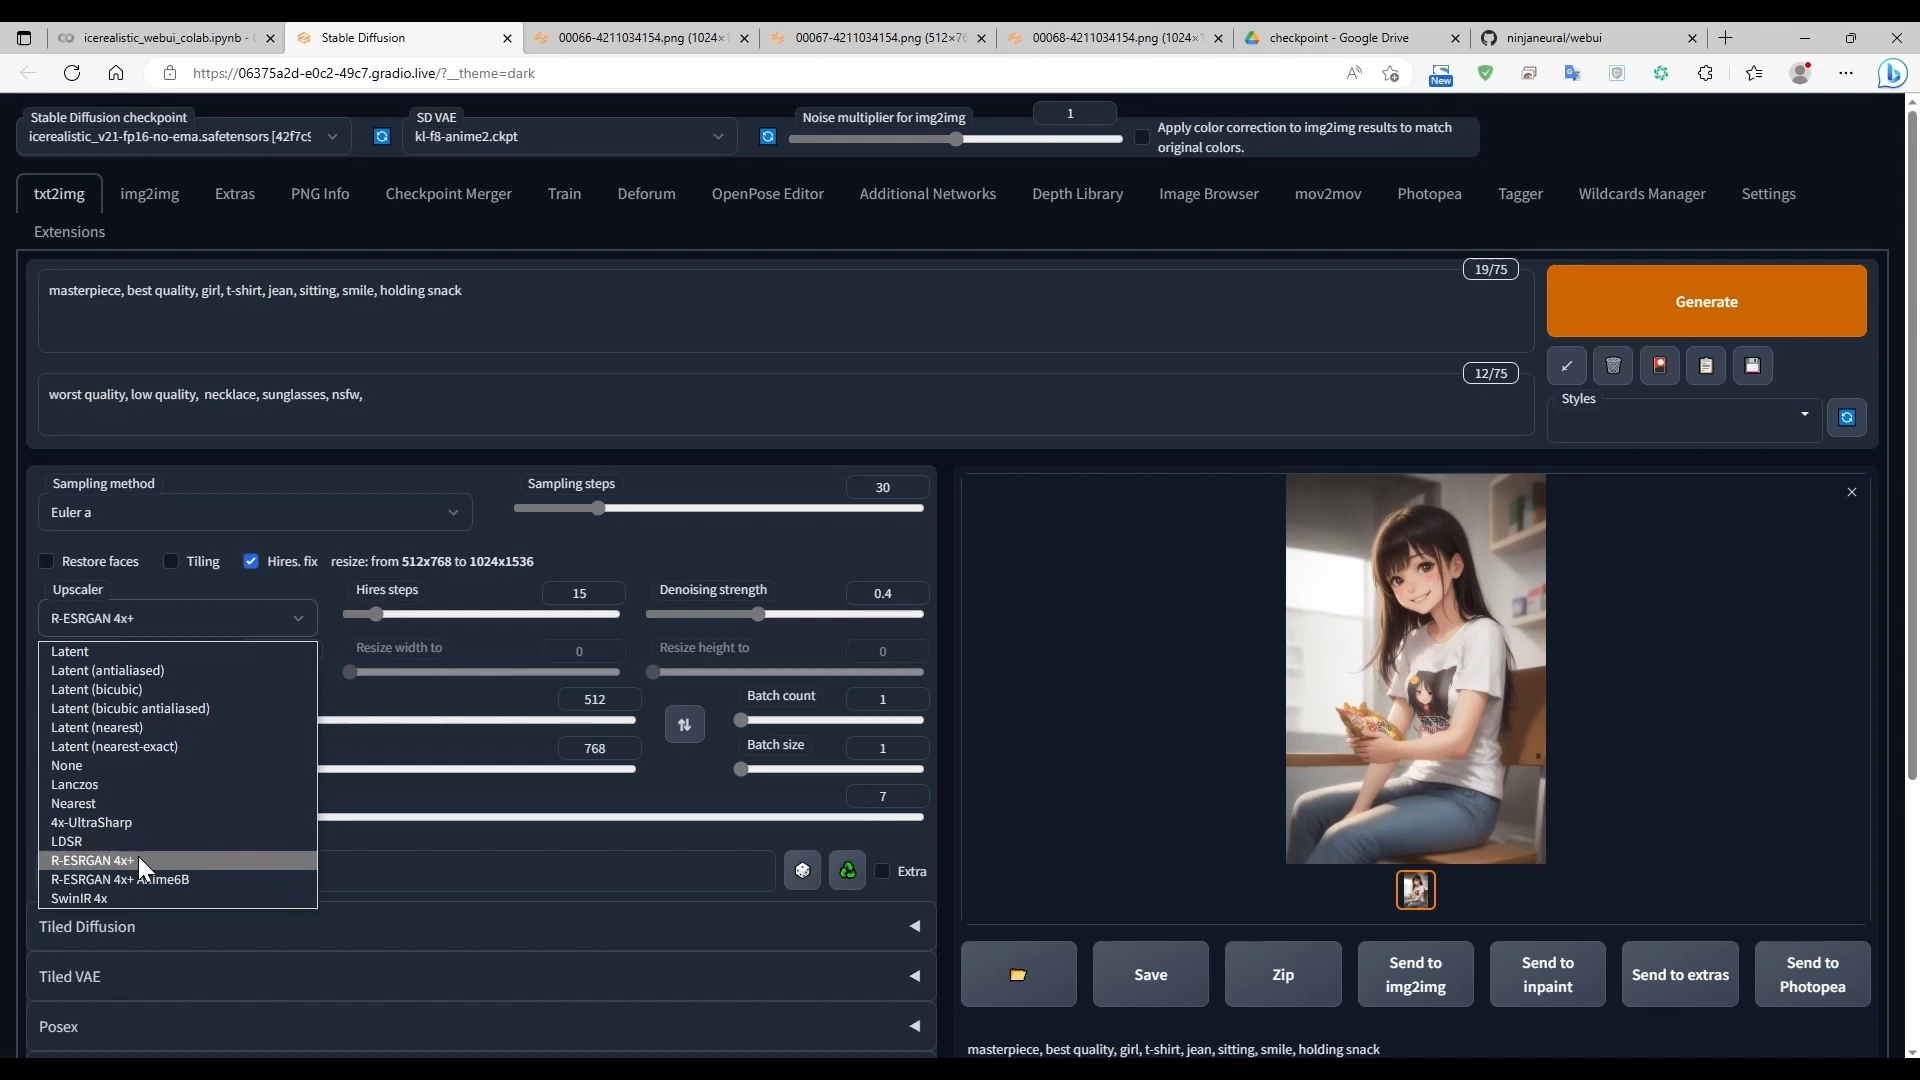 icerealistic_webui_colab.ipynb - C
Stable Diffusion
00066-4211034154.png (1024×1
00067-4211034154.png (512×76
00068-4211034154.png (1024×1
checkpoint - Google Drive
ninjaneural/webui
https://06375a2d-e0c2-49c7.gradio.live/?__theme=dark
New
Stable Diffusion checkpoint
icerealistic_v21-fp16-no-ema.safetensors [42f7c9
SD VAE
kl-f8-anime2.ckpt
Noise multiplier for img2img
1
Apply color correction to img2img results to match
original colors.
txt2img
img2img
Extras
PNG Info
Checkpoint Merger
Train
Deforum
OpenPose Editor
Additional Networks
Depth Library
Image Browser
mov2mov
Photopea
Tagger
Wildcards Manager
Settings
Extensions
19/75
masterpiece, best quality, girl, t-shirt, jean, sitting, smile, holding snack
Generate
12/75
worst quality, low quality,  necklace, sunglasses, nsfw,
Styles
Sampling method
Euler a
Sampling steps
30
Restore faces
Tiling
Hires. fix
resize: from 512x768 to 1024x1536
Upscaler
R-ESRGAN 4x+
Hires steps
15
Denoising strength
0.4
Resize width to
0
Resize height to
0
Latent
Latent (antialiased)
Latent (bicubic)
Latent (bicubic antialiased)
Latent (nearest)
Latent (nearest-exact)
None
Lanczos
Nearest
4x-UltraSharp
LDSR
R-ESRGAN 4x+
R-ESRGAN 4x+ Anime6B
SwinIR 4x
512
Batch count
1
768
Batch size
1
7
Extra
Tiled Diffusion
Tiled VAE
Posex
Save
Zip
Send to
img2img
Send to
inpaint
Send to extras
Send to
Photopea
masterpiece, best quality, girl, t-shirt, jean, sitting, smile, holding snack